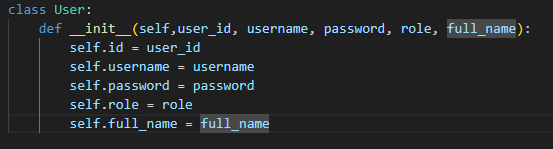 class User:
    def __init__(self,user_id, username, password, role, full_name):
        self.id = user_id
        self.username = username
        self.password = password
        self.role = role
        self.full_name = full_name